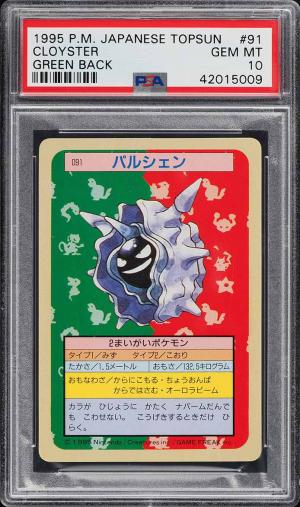 1995 P.M. JAPANESE TOPSUN #91
CLOYSTER GEM MT
GREEN BACK 10
PSA 42015009
091 パルシェン
2まいがいポケモン
タイプ1/みず タイプ2/こおり
たかさ/1.5メートル おもさ/132.5キログラム
おもなわざ/からにこもる・ちょうおんぱ
からではさむ・オーロラビーム
カラが ひじょうに かたく ナパームだんで
も こわせない。 こうげきするときだけ ひ
らく。
© 1995 Nintendo / Creatures inc. / GAME FREAK inc.